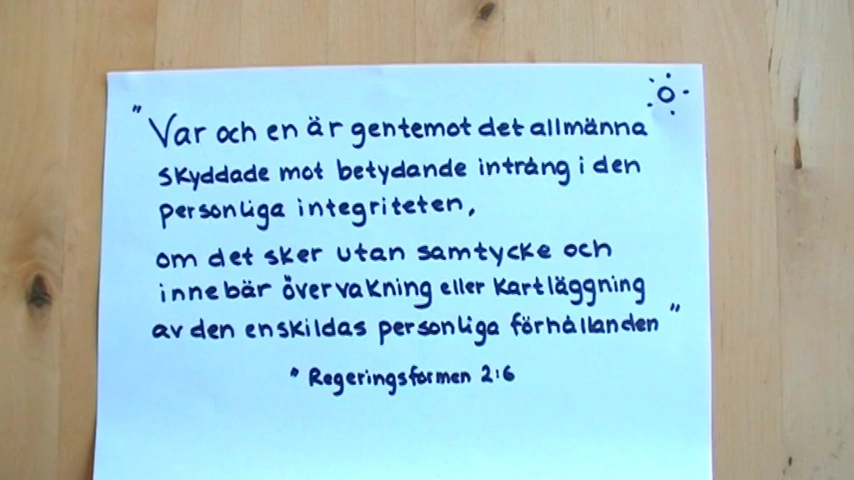 "Var och en är gentemot det allmänna
skyddade mot betydande intrång i den
personliga integriteten,
om det sker utan samtycke och
innebär övervakning eller kartläggning
av den enskildas personliga förhållanden"
" Regeringsformen 2:6